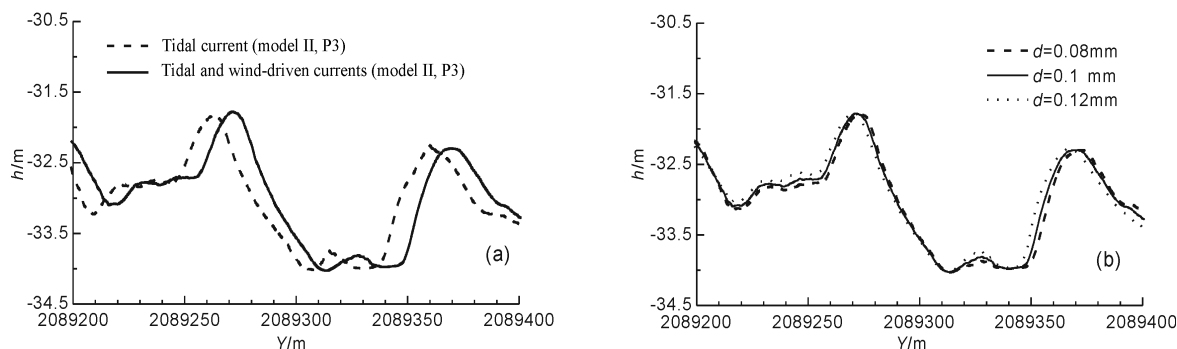 -30.5
-31.5
-32.5
-33.5
-34.5
h/m
Tidal current (model II, P3)
Tidal and wind-driven currents (model II, P3)
(a)
2089200 2089250 2089300 2089350 2089400
Y/m
-30.5
-31.5
-32.5
-33.5
-34.5
h/m
d=0.08mm
d=0.1 mm
d=0.12mm
(b)
2089200 2089250 2089300 2089350 2089400
Y/m